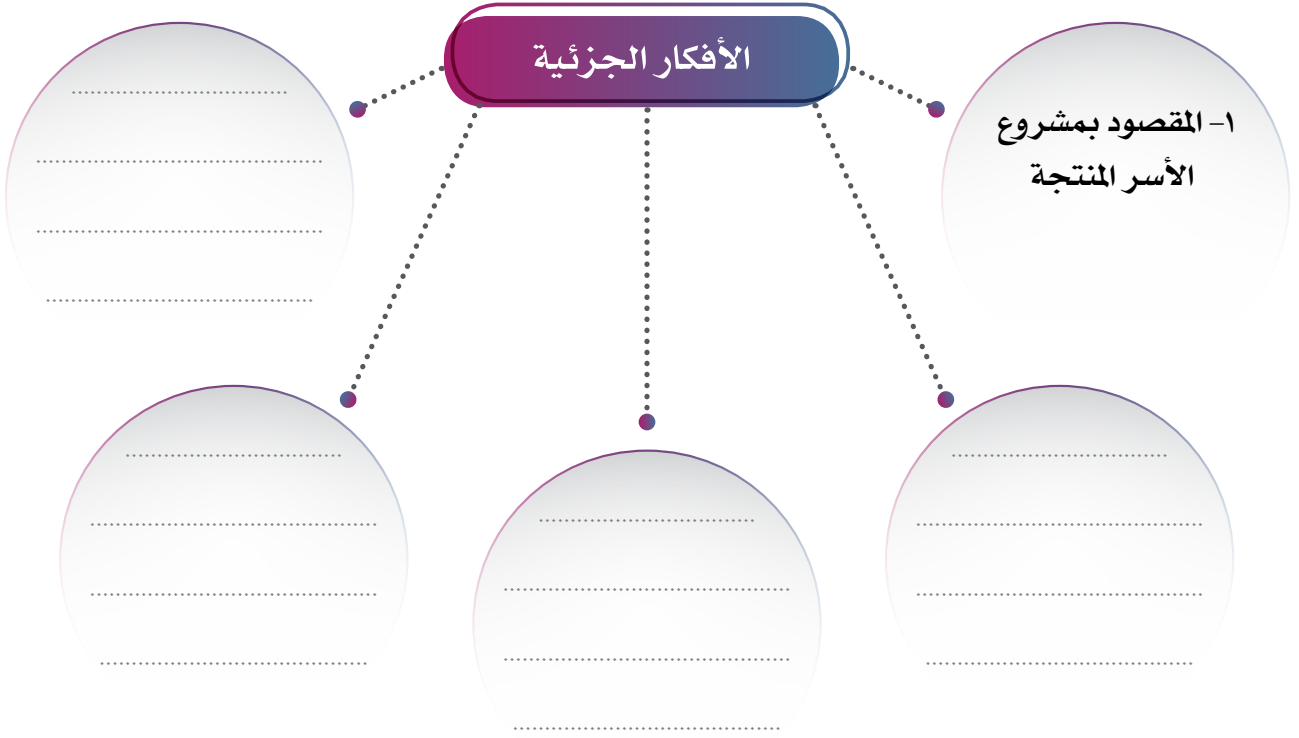 الأفكار الجزئية
١- المقصود بمشروع
الأسر المنتجة